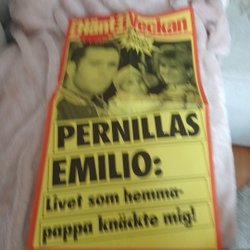 Hänt i Veckan
PERNILLAS
EMILIO:
Livet som hemma-
pappa knäckte mig!